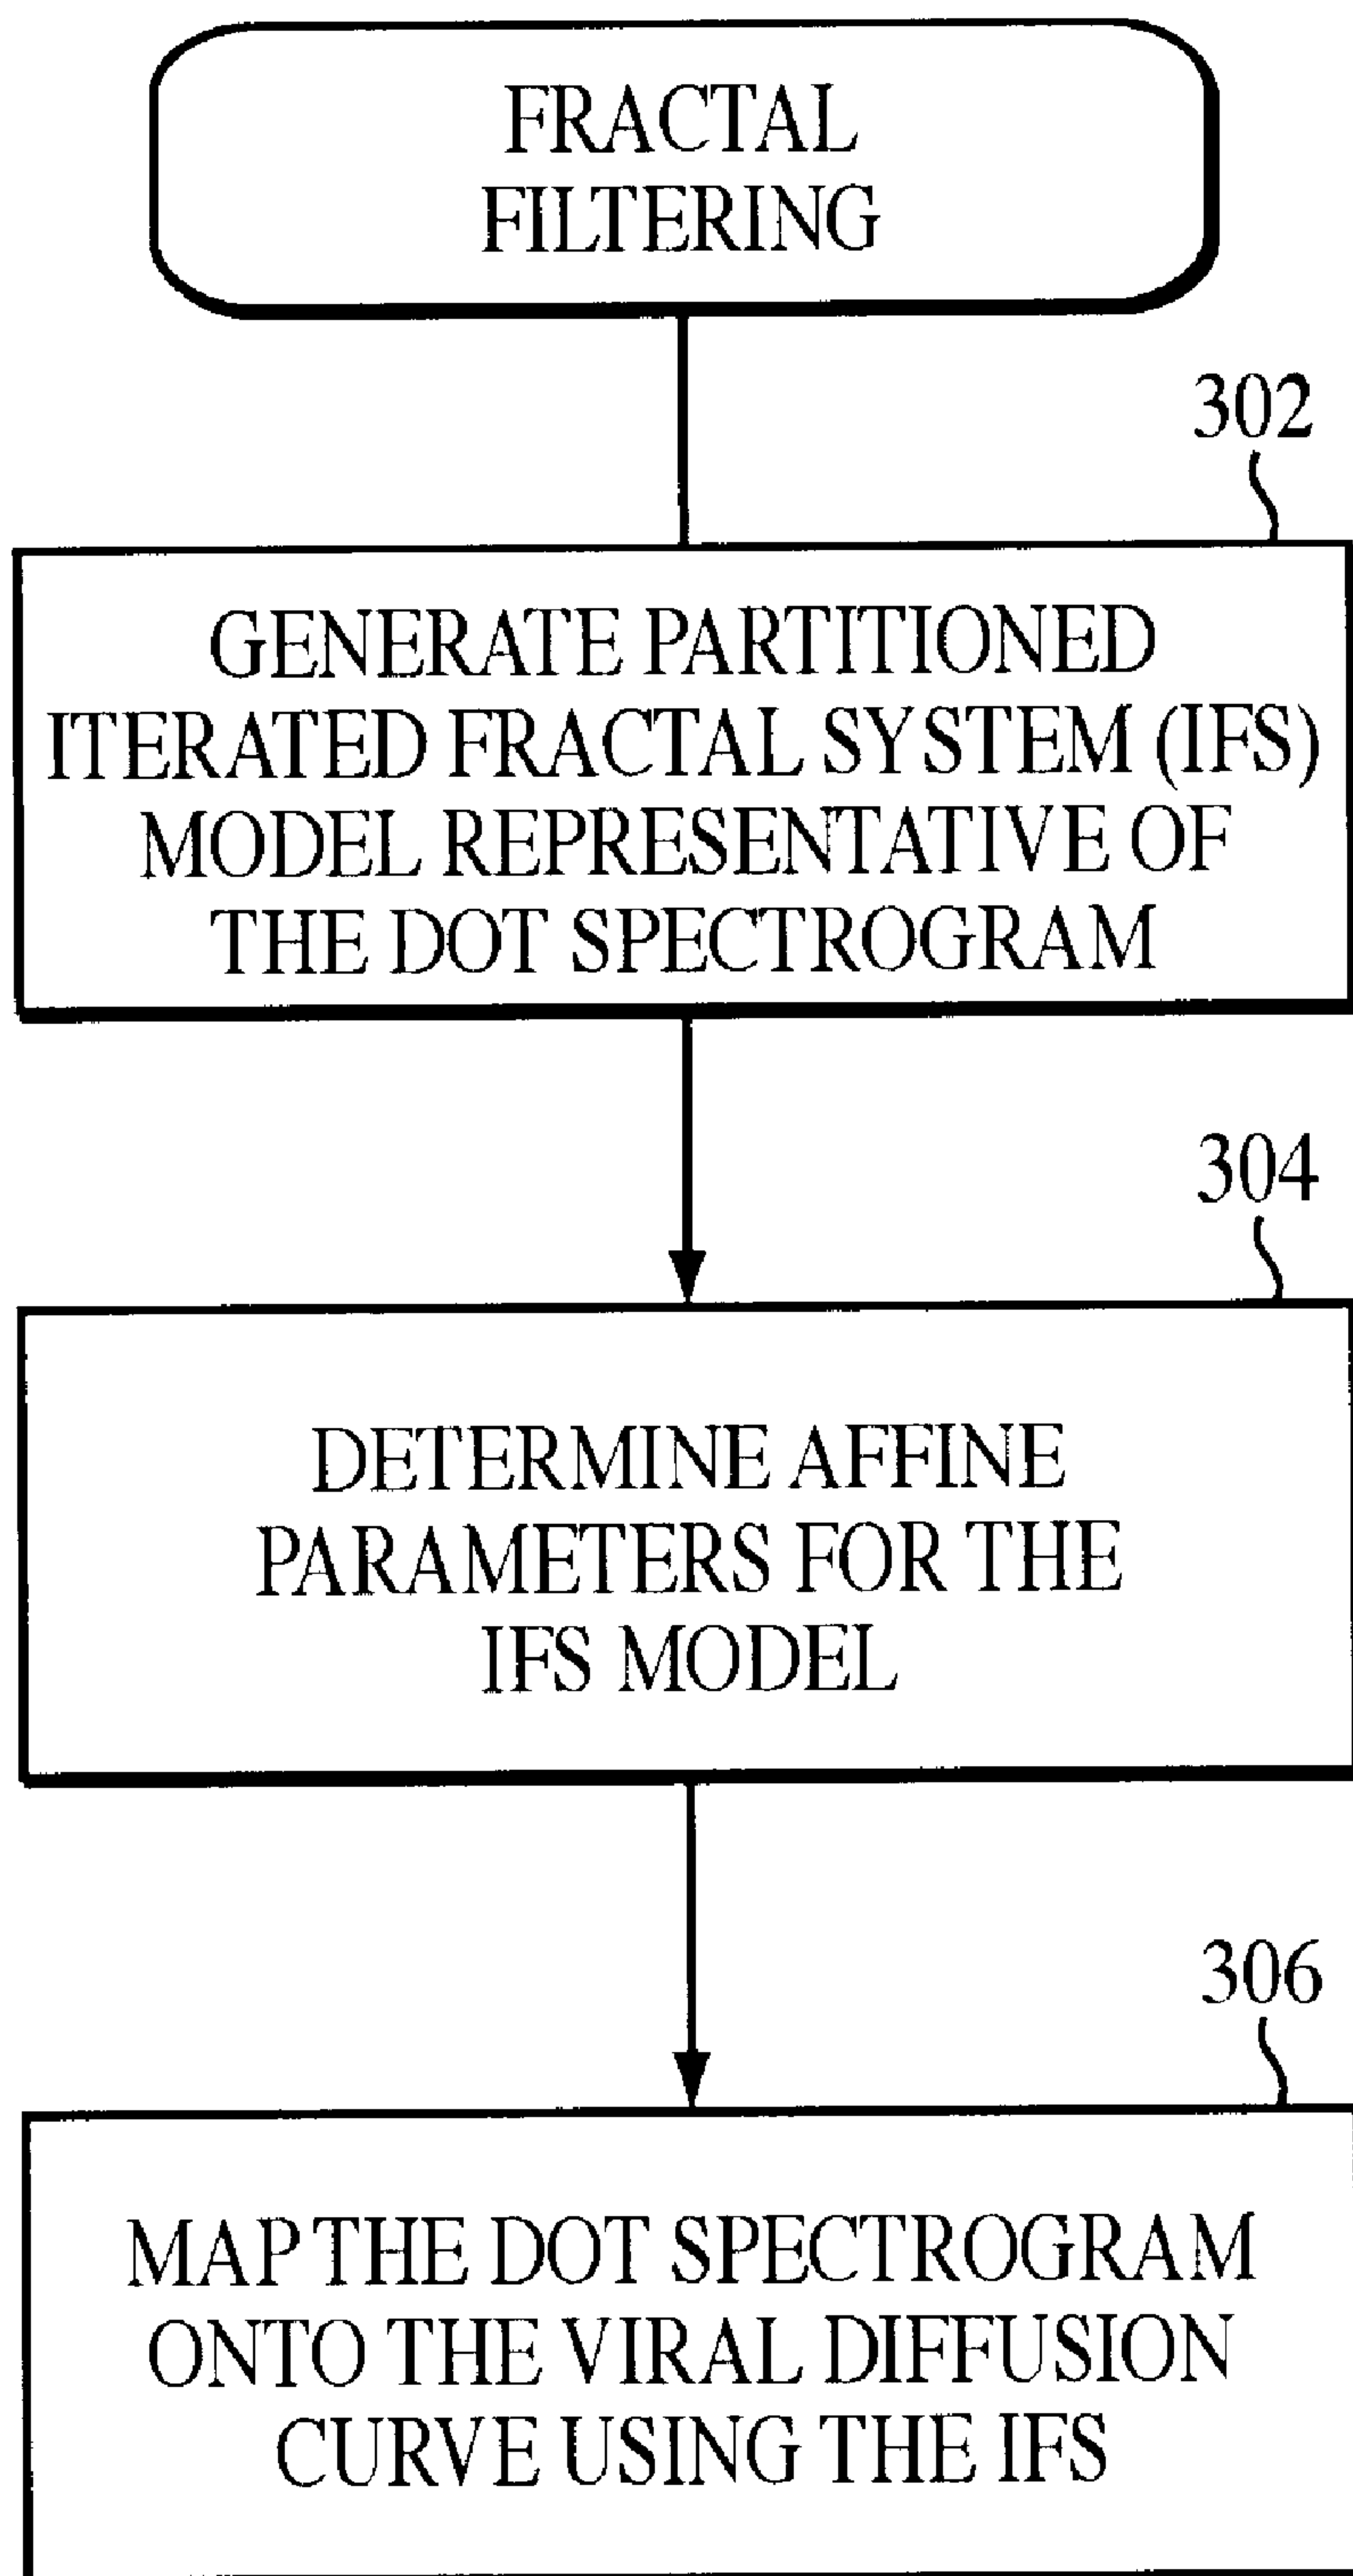 FRACTAL
FILTERING
302
GENERATE PARTITIONED
ITERATED FRACTAL SYSTEM (IFS)
MODEL REPRESENTATIVE OF
THE DOT SPECTROGRAM
304
DETERMINE AFFINE
PARAMETERS FOR THE
IFS MODEL
306
MAP THE DOT SPECTROGRAM
ONTO THE VIRAL DIFFUSION
CURVE USING THE IFS